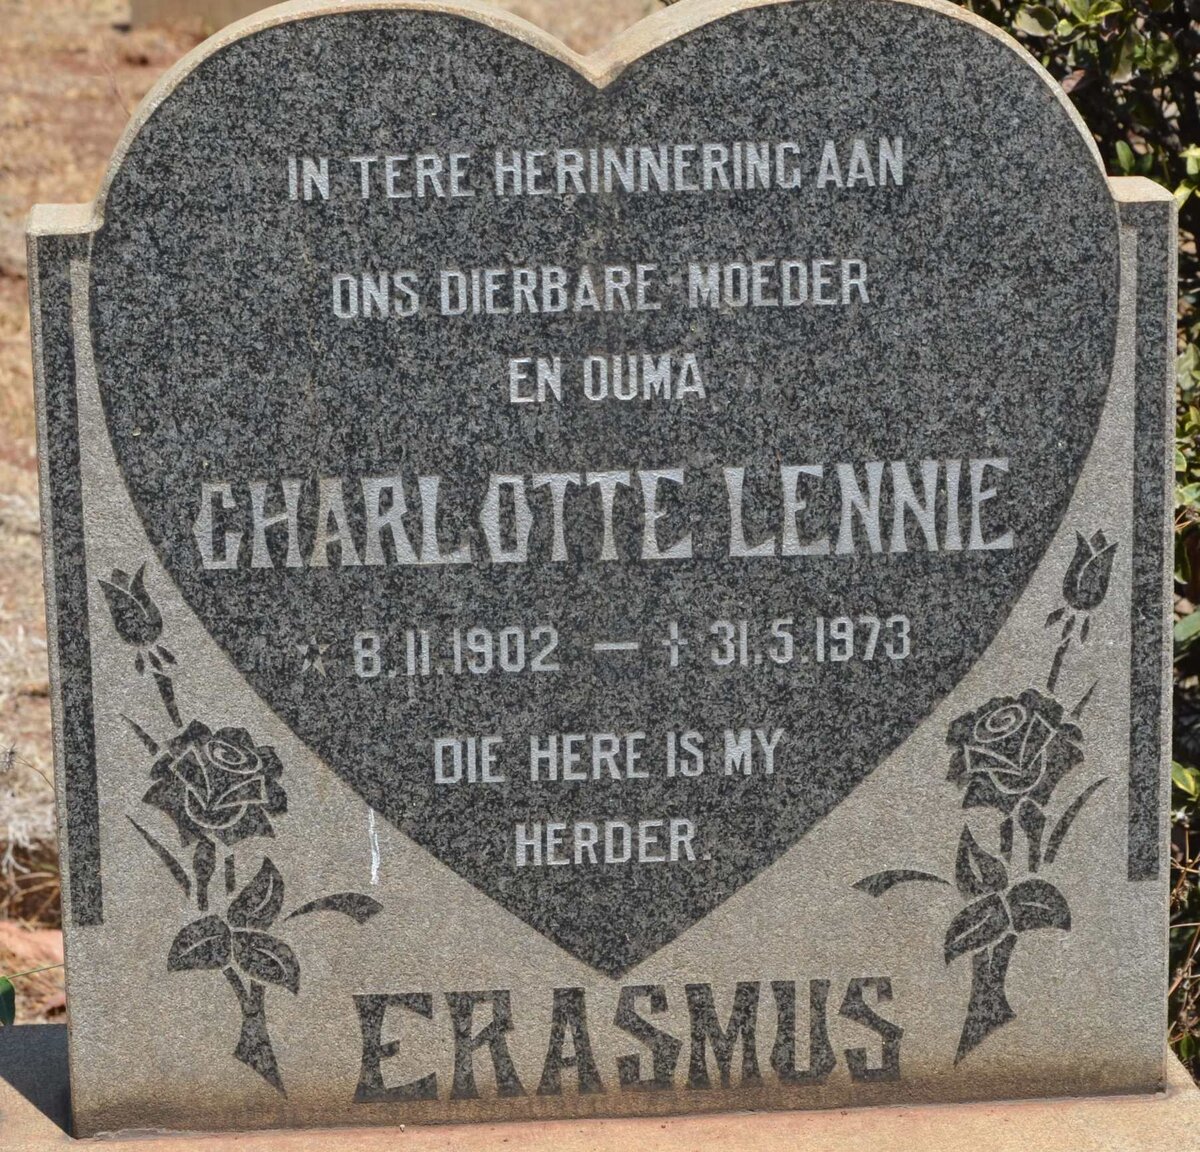 IN TERE HERINNERING AAN
ONS DIERBARE MOEDER
EN OUMA
CHARLOTTE LENNIE
☆ 8.11.1902 — † 31.5.1973
DIE HERE IS MY
HERDER.
ERASMUS